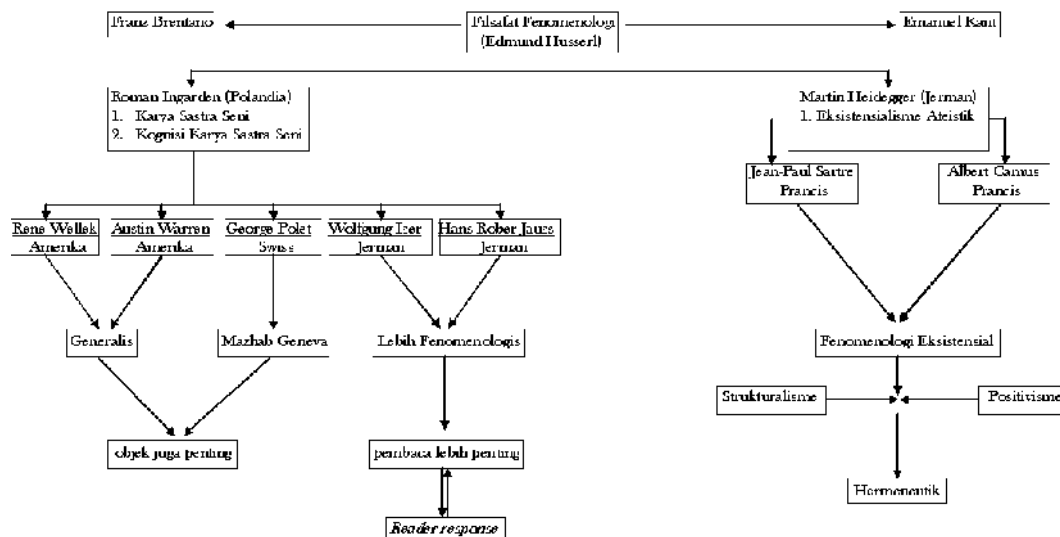 Franz Brentano
Filsafat Fenomenologi
(Edmund Husserl)
Emanuel Kant
Roman Ingarden (Polandia)
1. Karya Sastra Seni
2. Kognisi Karya Sastra Seni
Martin Heidegger (Jerman)
1. Eksistensialisme Ateistik
Jean-Paul Sartre
Prancis
Albert Camus
Prancis
Rene Wellek
Amerika
Austin Warren
Amerika
George Polet
Swiss
Wolfgung Iser
Jerman
Hans Rober Jauss
Jerman
Generalis
Mazhab Geneva
Lebih Fenomenologis
Fenomenologi Eksistensial
Strukturalisme
Positivisme
objek juga penting
pembaca lebih penting
Hermeneutik
Reader response